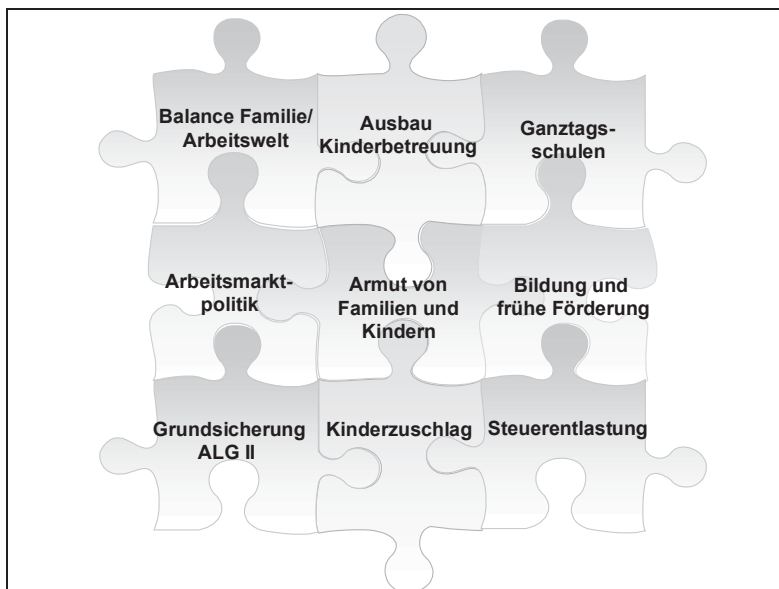 Balance Familie/
Arbeitswelt
Ausbau
Kinderbetreuung
Ganztags-
schulen
Arbeitsmarkt-
politik
Armut von
Familien und
Kindern
Bildung und
frühe Förderung
Grundsicherung
ALG II
Kinderzuschlag
Steuerentlastung